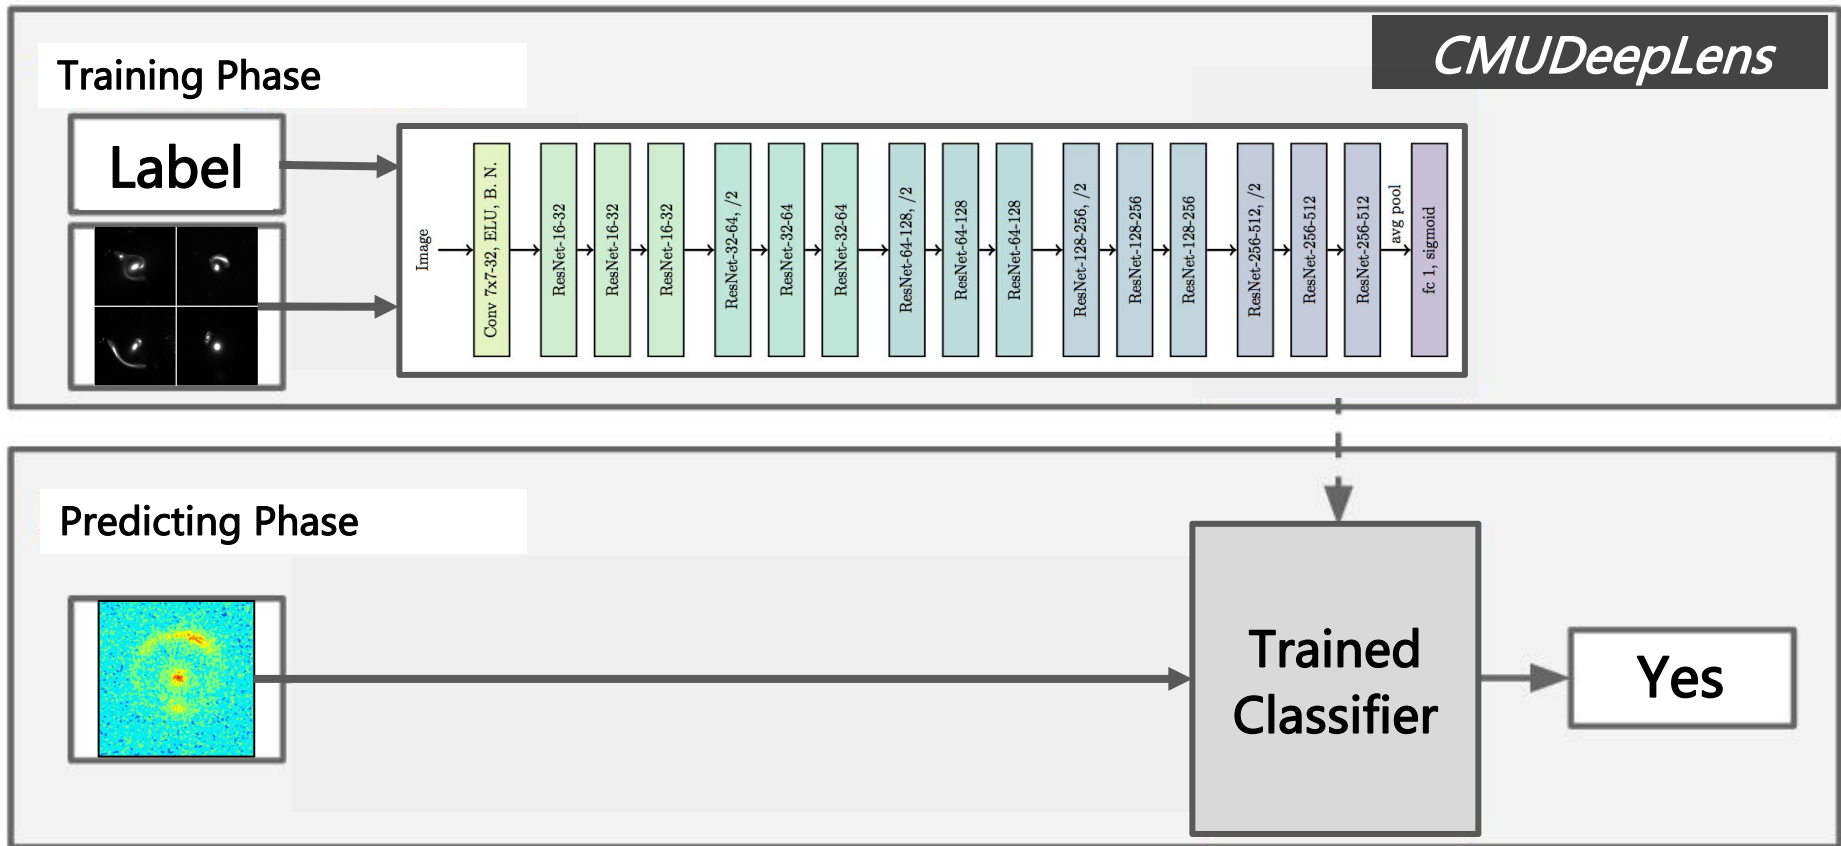 CMUDeepLens
Training Phase
Label
Image
Conv 7x7-32, ELU, B. N.
ResNet-16-32
ResNet-16-32
ResNet-16-32
ResNet-32-64, /2
ResNet-32-64
ResNet-32-64
ResNet-64-128, /2
ResNet-64-128
ResNet-64-128
ResNet-128-256, /2
ResNet-128-256
ResNet-128-256
ResNet-256-512, /2
ResNet-256-512
ResNet-256-512
avg pool
fc 1, sigmoid
Predicting Phase
Trained
Classifier
Yes